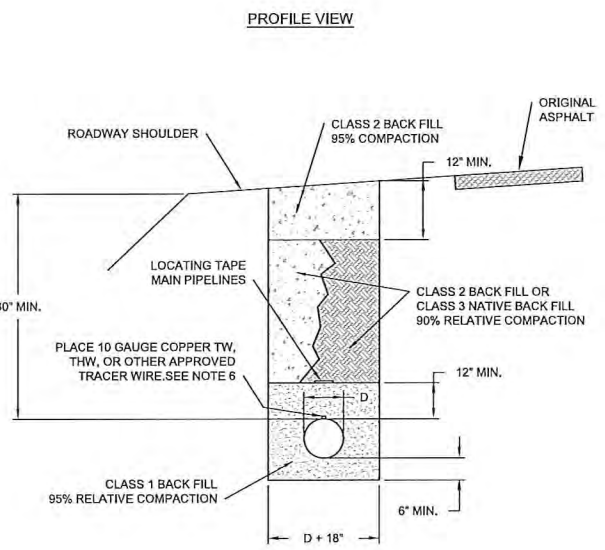 PROFILE VIEW
ORIGINAL
ASPHALT
CLASS 2 BACK FILL
95% COMPACTION
ROADWAY SHOULDER
12" MIN.
LOCATING TAPE
MAIN PIPELINES
CLASS 2 BACK FILL OR
CLASS 3 NATIVE BACK FILL
90% RELATIVE COMPACTION
0" MIN.
PLACE 10 GAUGE COPPER TW,
THW, OR OTHER APPROVED
TRACER WIRE.SEE NOTE 6
12" MIN.
D
CLASS 1 BACK FILL
95% RELATIVE COMPACTION
6" MIN.
D + 18"